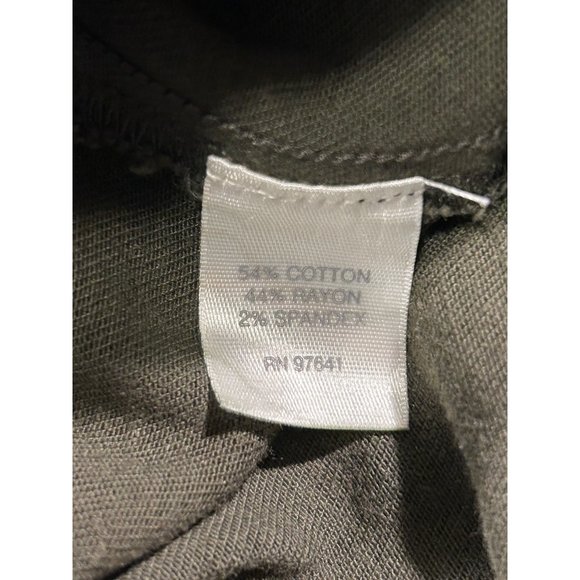 54% COTTON
44% RAYON
2% SPANDEX
RN 97641